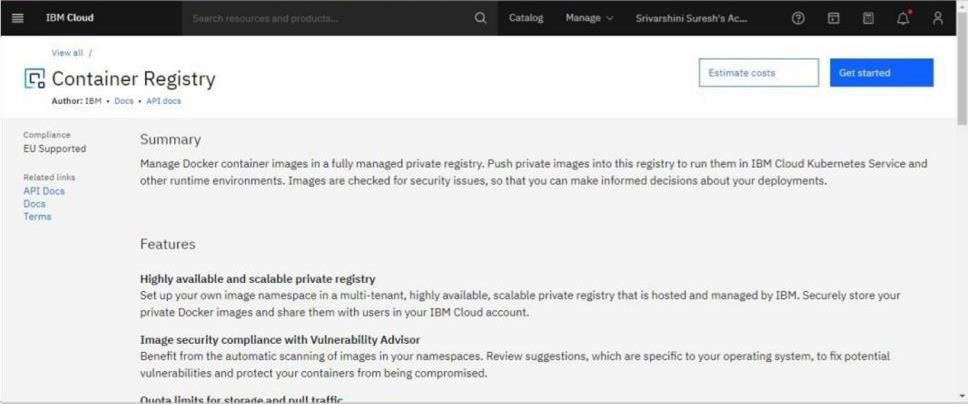 IBM Cloud
Search resources and products...
Catalog
Manage
Srivarshini Suresh's Ac...
View all /
Container Registry
Author: IBM • Docs • API docs
Estimate costs
Get started
Compliance
EU Supported
Related links
API Docs
Docs
Terms
Summary
Manage Docker container images in a fully managed private registry. Push private images into this registry to run them in IBM Cloud Kubernetes Service and
other runtime environments. Images are checked for security issues, so that you can make informed decisions about your deployments.
Features
Highly available and scalable private registry
Set up your own image namespace in a multi-tenant, highly available, scalable private registry that is hosted and managed by IBM. Securely store your
private Docker images and share them with users in your IBM Cloud account.
Image security compliance with Vulnerability Advisor
Benefit from the automatic scanning of images in your namespaces. Review suggestions, which are specific to your operating system, to fix potential
vulnerabilities and protect your containers from being compromised.
Quota limits for storage and pull traffic